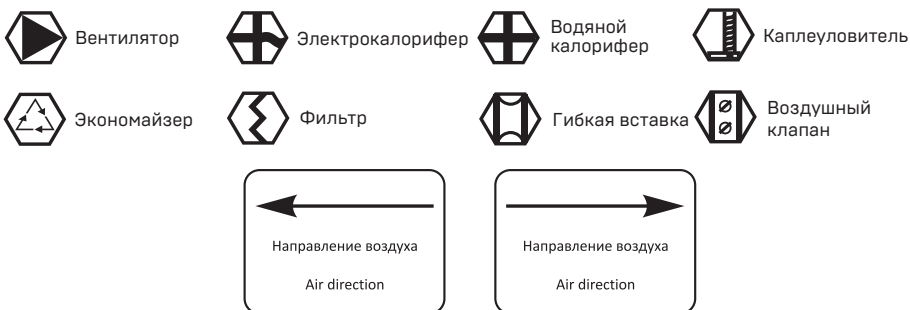 Вентилятор
Электрокалорифер
Водяной
калорифер
Каплеуловитель
Экономайзер
Фильтр
Гибкая вставка
Воздушный
клапан
Направление воздуха
Air direction
Направление воздуха
Air direction